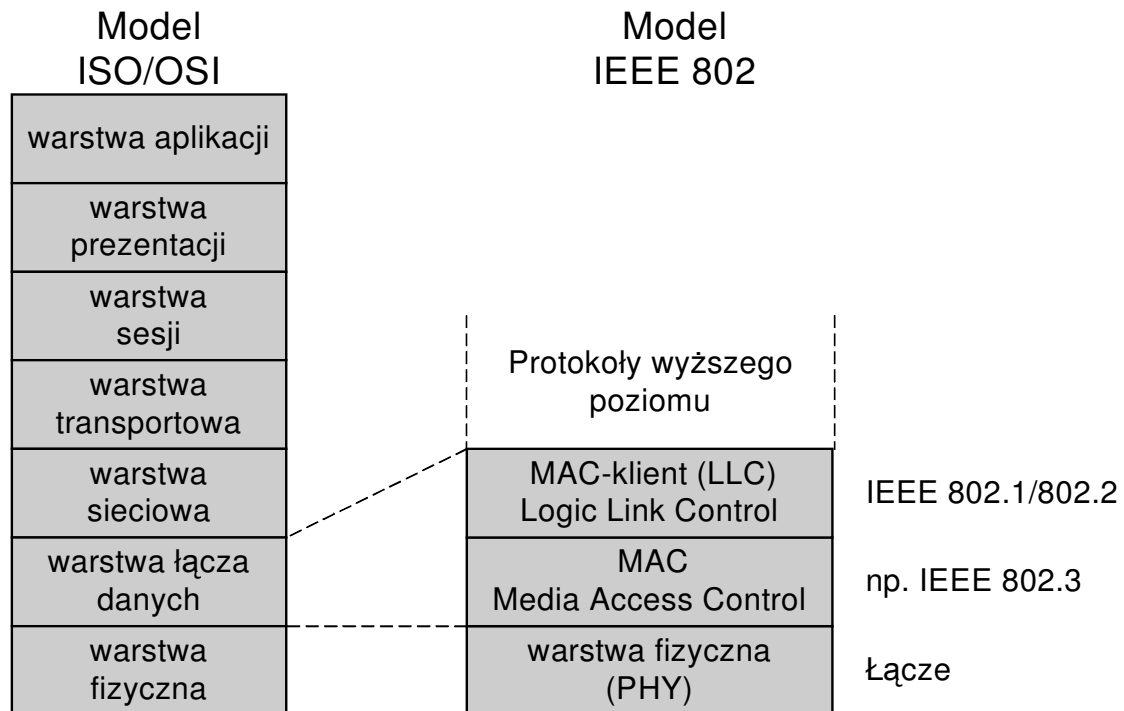 Model
ISO/OSI
Model
IEEE 802
warstwa aplikacji
warstwa
prezentacji
warstwa
sesji
warstwa
transportowa
warstwa
sieciowa
warstwa łącza
danych
warstwa
fizyczna
Protokoły wyższego
poziomu
MAC-klient (LLC)
Logic Link Control
MAC
Media Access Control
warstwa fizyczna
(PHY)
IEEE 802.1/802.2
np. IEEE 802.3
Łącze